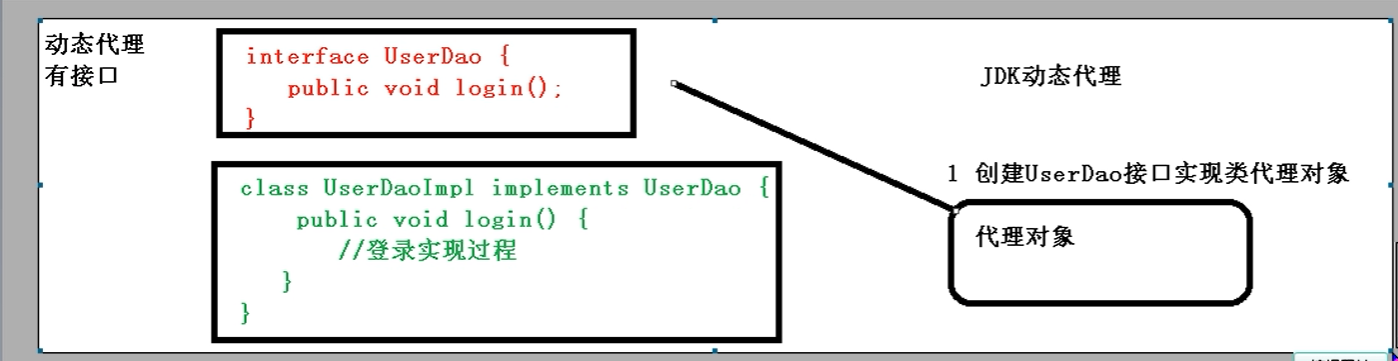 动态代理
有接口
interface UserDao {
public void login();
}
JDK动态代理
class UserDaoImpl implements UserDao {
public void login() {
//登录实现过程
}
}
1 创建UserDao接口实现类代理对象
代理对象